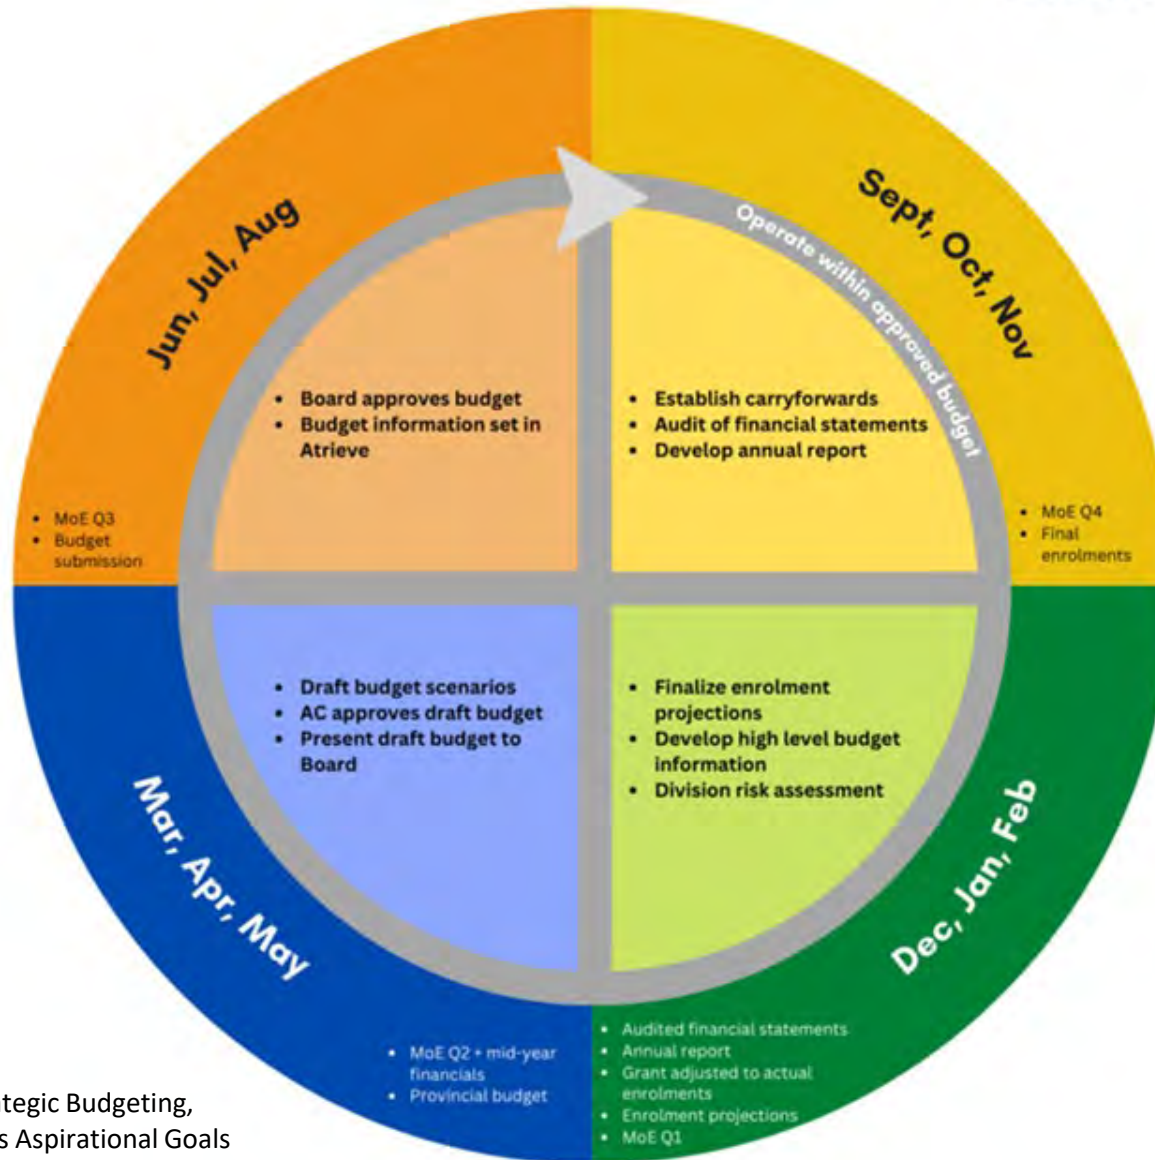 Jun, Jul, Aug
• Board approves budget
• Budget information set in
Atrieve
• MoE Q3
• Budget
submission
Sept, Oct, Nov
Operate within approved budget
• Establish carryforwards
• Audit of financial statements
• Develop annual report
• MoE Q4
• Final
enrolments
Mar, Apr, May
• Draft budget scenarios
• AC approves draft budget
• Present draft budget to
Board
• MoE Q2 + mid-year
financials
• Provincial budget
Dec, Jan, Feb
• Finalize enrolment
projections
• Develop high level budget
information
• Division risk assessment
• Audited financial statements
• Annual report
• Grant adjusted to actual
enrolments
• Enrolment projections
• MoE Q1
Budgeting,
Aspirational Goals